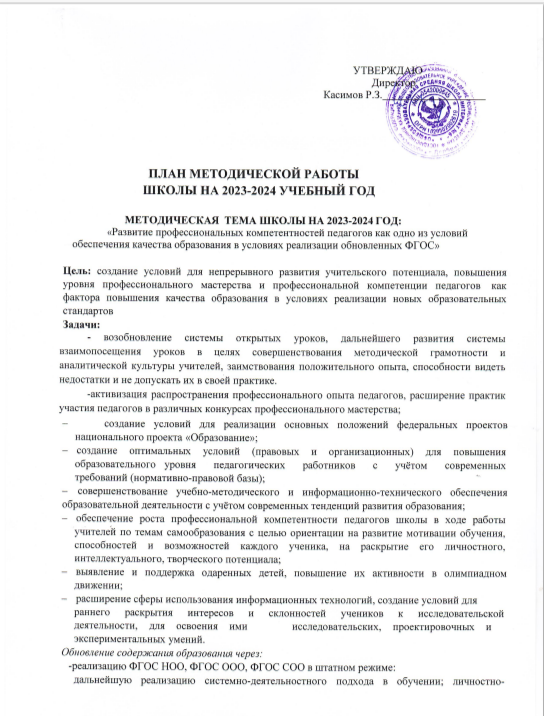 УТВЕРЖДАЮ
Директор
Касимов Р.З.
ПЛАН МЕТОДИЧЕСКОЙ РАБОТЫ
ШКОЛЫ НА 2023-2024 УЧЕБНЫЙ ГОД
МЕТОДИЧЕСКАЯ ТЕМА ШКОЛЫ НА 2023-2024 ГОД:
«Развитие профессиональных компетентностей педагогов как одно из условий
обеспечения качества образования в условиях реализации обновленных ФГОС»
Цель: создание условий для непрерывного развития учительского потенциала, повышения
уровня профессионального мастерства и профессиональной компетенции педагогов как
фактора повышения качества образования в условиях реализации новых образовательных
стандартов
Задачи:
- возобновление системы открытых уроков, дальнейшего развития системы
взаимопосещения уроков в целях совершенствования методической грамотности и
аналитической культуры учителей, заимствования положительного опыта, способности видеть
недостатки и не допускать их в своей практике.
-активизация распространения профессионального опыта педагогов, расширение практик
участия педагогов в различных конкурсах профессионального мастерства;
– создание условий для реализации основных положений федеральных проектов
национального проекта «Образование»;
– создание оптимальных условий (правовых и организационных) для повышения
образовательного уровня педагогических работников с учётом современных
требований (нормативно-правовой базы);
– совершенствование учебно-методического и информационно-технического обеспечения
образовательной деятельности с учётом современных тенденций развития образования;
– обеспечение роста профессиональной компетентности педагогов школы в ходе работы
учителей по темам самообразования с целью ориентации на развитие мотивации обучения,
способностей и возможностей каждого ученика, на раскрытие его личностного,
интеллектуального, творческого потенциала;
– выявление и поддержка одаренных детей, повышение их активности в олимпиадном
движении;
– расширение сферы использования информационных технологий, создание условий для
раннего раскрытия интересов и склонностей учеников к исследовательской
деятельности, для освоения ими исследовательских, проектировочных и
экспериментальных умений.
Обновление содержания образования через:
-реализацию ФГОС НОО, ФГОС ООО, ФГОС СОО в штатном режиме:
дальнейшую реализацию системно-деятельностного подхода в обучении; личностно-